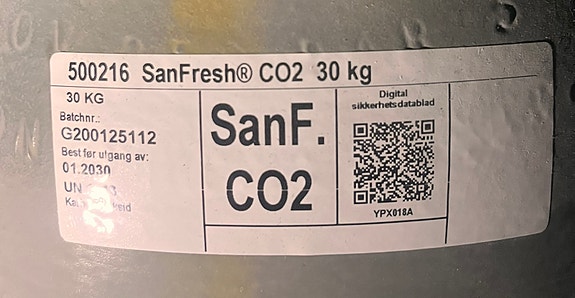 500216 SanFresh® CO2 30 kg
30 KG
Batchnr.:
G200125112
Best før utgang av:
01.2030
UN
SanF.
CO2
Digital
sikkerhetsdatablad
YPX018A